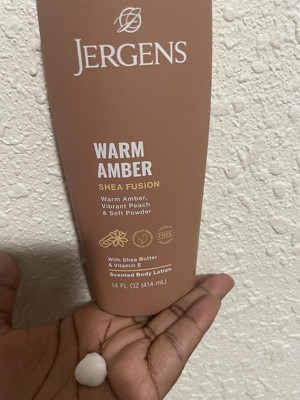 JERGENS
WARM
AMBER
SHEA FUSION
Warm Amber,
Vibrant Peach
& Soft Powder
FREE
With Shea Butter
& Vitamin E
Scented Body Lotion
14 FL OZ (414 mL)